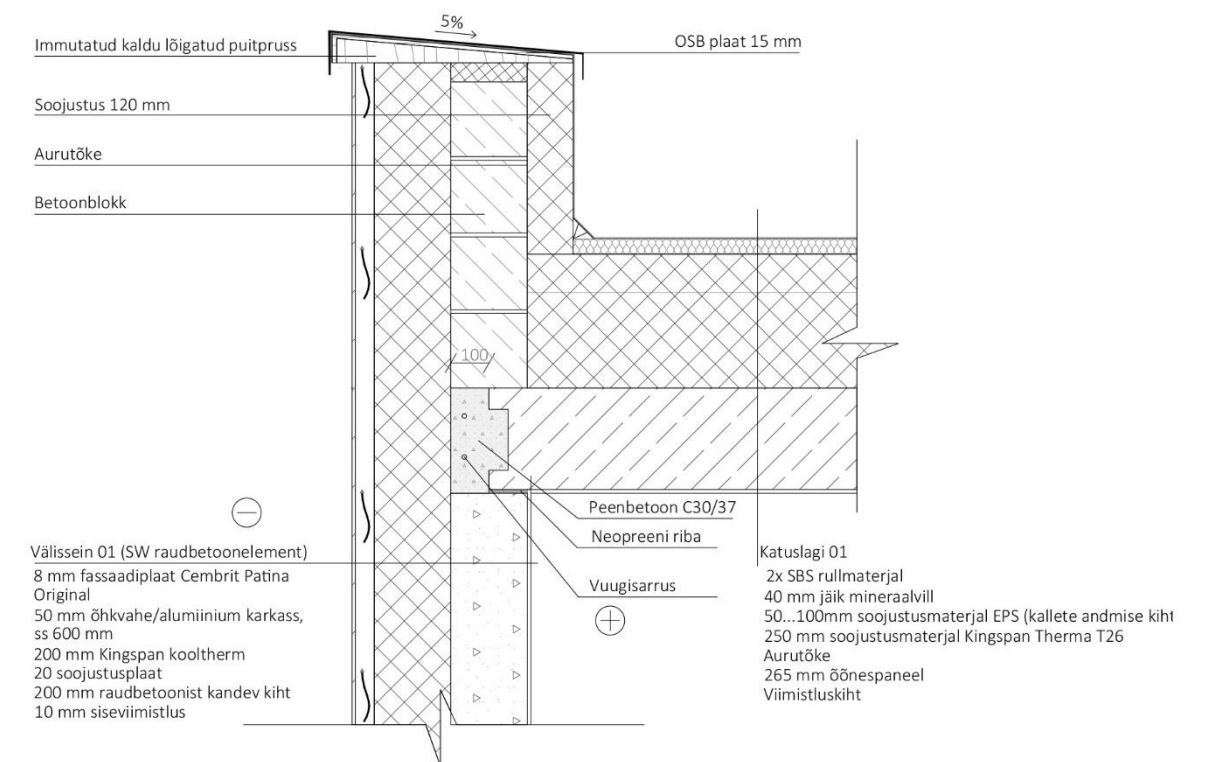 5%
Immutatud kaldu lõigatud puitpruss
OSB plaat 15 mm
Soojustus 120 mm
Aurutõke
Betoonblokk
100
Peenbetoon C30/37
Neopreeni riba
Vuugisarrus
Välissein 01 (SW raudbetoonelement)
8 mm fassaadiplaat Cembrit Patina
Original
50 mm õhkvahe/alumiinium karkass,
ss 600 mm
200 mm Kingspan kooltherm
20 soojustusplaat
200 mm raudbetoonist kandev kiht
10 mm siseviimistlus
Katuslagi 01
2x SBS rullmaterjal
40 mm jäik mineraalvill
50...100mm soojustusmaterjal EPS (kallete andmise kiht
250 mm soojustusmaterjal Kingspan Therma T26
Aurutõke
265 mm õõnespaneel
Viimistluskiht